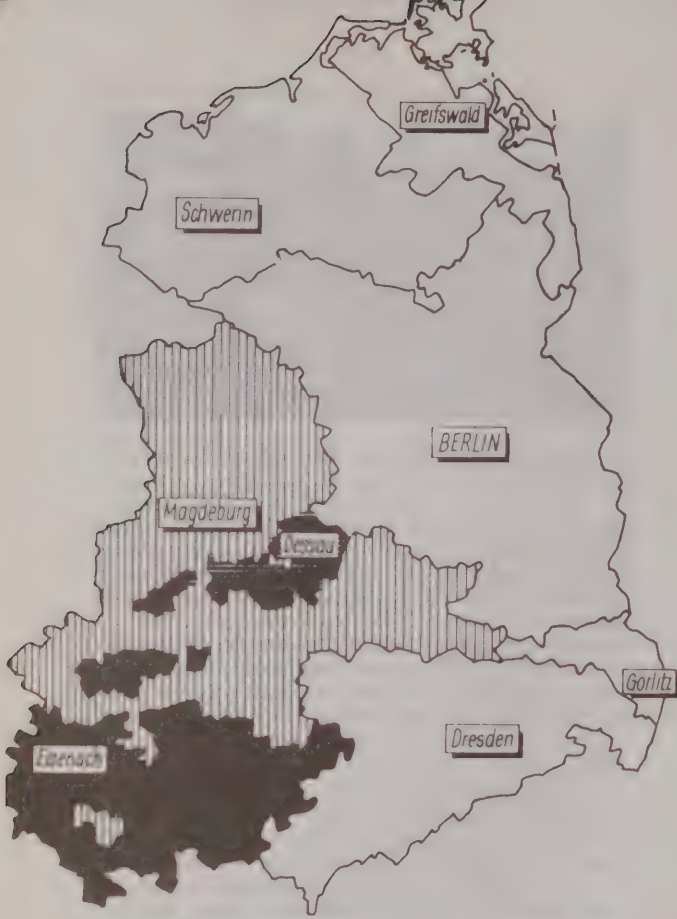 Greifswald
Schwerin
BERLIN
Magdeburg
Dessau
Görlitz
Dresden
Eisenach